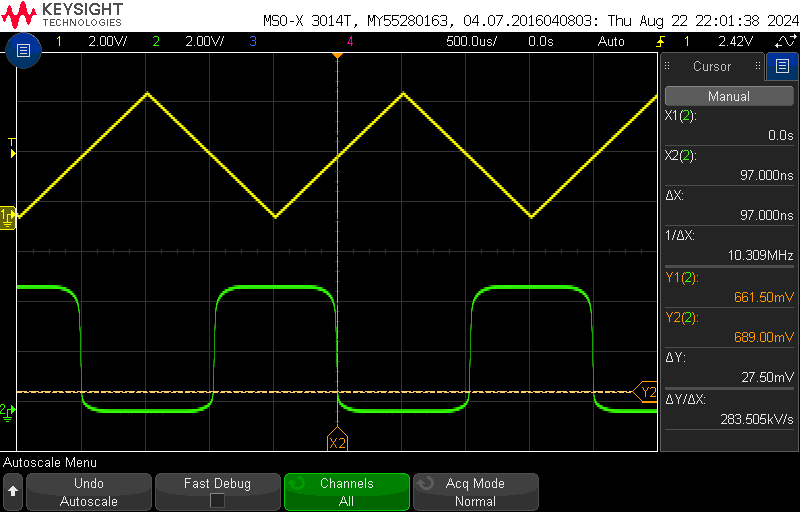 KEYSIGHT
TECHNOLOGIES
MSO-X 3014T, MY55280163, 04.07.2016040803: Thu Aug 22 22:01:38 2024
1 2.00V/ 2 2.00V/ 3 4 500.0us/ 0.0s Auto 1 2.42V
Cursor
Manual
X1(2):
0.0s
X2(2):
97.000ns
ΔX:
97.000ns
1/ΔX:
10.309MHz
Y1(2):
661.50mV
Y2(2):
689.00mV
ΔY:
27.50mV
ΔY/ΔX:
283.505kV/s
T
1
2
Y2
X2
Autoscale Menu
Undo
Autoscale
Fast Debug
Channels
All
Acq Mode
Normal